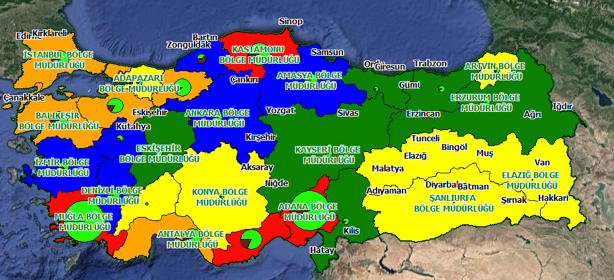 Sinop
Kırklareli
Bartın
Zonguldak
KASTAMONU
BÖLGE MÜDÜRLÜĞÜ
Samsun
Trabzon
Giresun
İSTANBUL BÖLGE
MÜDÜRLÜĞÜ
ADAPAZARI
BÖLGE MÜDÜRLÜĞÜ
Çankırı
AMASYA BÖLGE
MÜDÜRLÜĞÜ
ARTVİN BÖLGE
MÜDÜRLÜĞÜ
Çanakkale
BALIKESİR
BÖLGE MÜDÜRLÜĞÜ
Eskişehir
Kütahya
ANKARA BÖLGE
MÜDÜRLÜĞÜ
Yozgat
Sivas
Erzincan
ERZURUM BÖLGE
MÜDÜRLÜĞÜ
Iğdır
Ağrı
Kırşehir
ESKİŞEHİR
BÖLGE MÜDÜRLÜĞÜ
KAYSERİ BÖLGE
MÜDÜRLÜĞÜ
Tunceli
Bingöl
Muş
Elazığ
Malatya
Van
İZMİR BÖLGE
MÜDÜRLÜĞÜ
Aksaray
Niğde
DENİZLİ BÖLGE
MÜDÜRLÜĞÜ
KONYA BÖLGE
MÜDÜRLÜĞÜ
Adıyaman
Batman
ELAZIĞ BÖLGE
MÜDÜRLÜĞÜ
ŞANLIURFA
BÖLGE MÜDÜRLÜĞÜ
Şırnak
Hakkari
MUĞLA BÖLGE
MÜDÜRLÜĞÜ
ADANA BÖLGE
MÜDÜRLÜĞÜ
ANTALYA BÖLGE
MÜDÜRLÜĞÜ
Kilis
Hatay